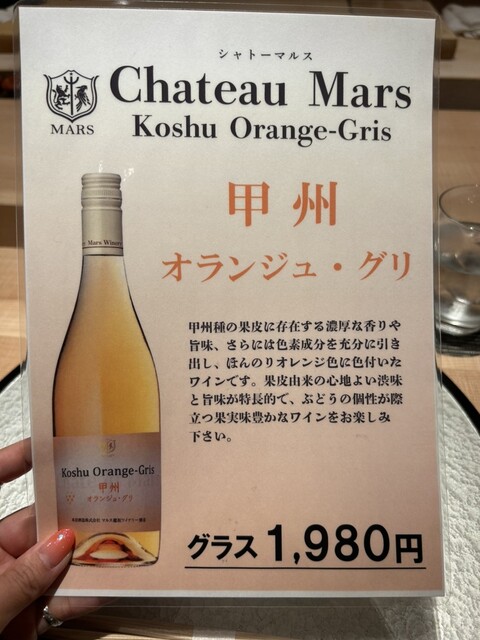 シャトーマルス
Chateau Mars
MARS
Koshu Orange-Gris
甲州
オランジュ・グリ
甲州種の果皮に存在する濃厚な香りや
旨味、さらには色素成分を充分に引き
出し、ほんのりオレンジ色に色付いた
ワインです。果皮由来の心地よい渋味
と旨味が特長的で、ぶどうの個性が際
立つ果実味豊かなワインをお楽しみ
下さい。
Mars Winery
Koshu Orange-Gris
甲州
オランジュ・グリ
グラス 1,980円